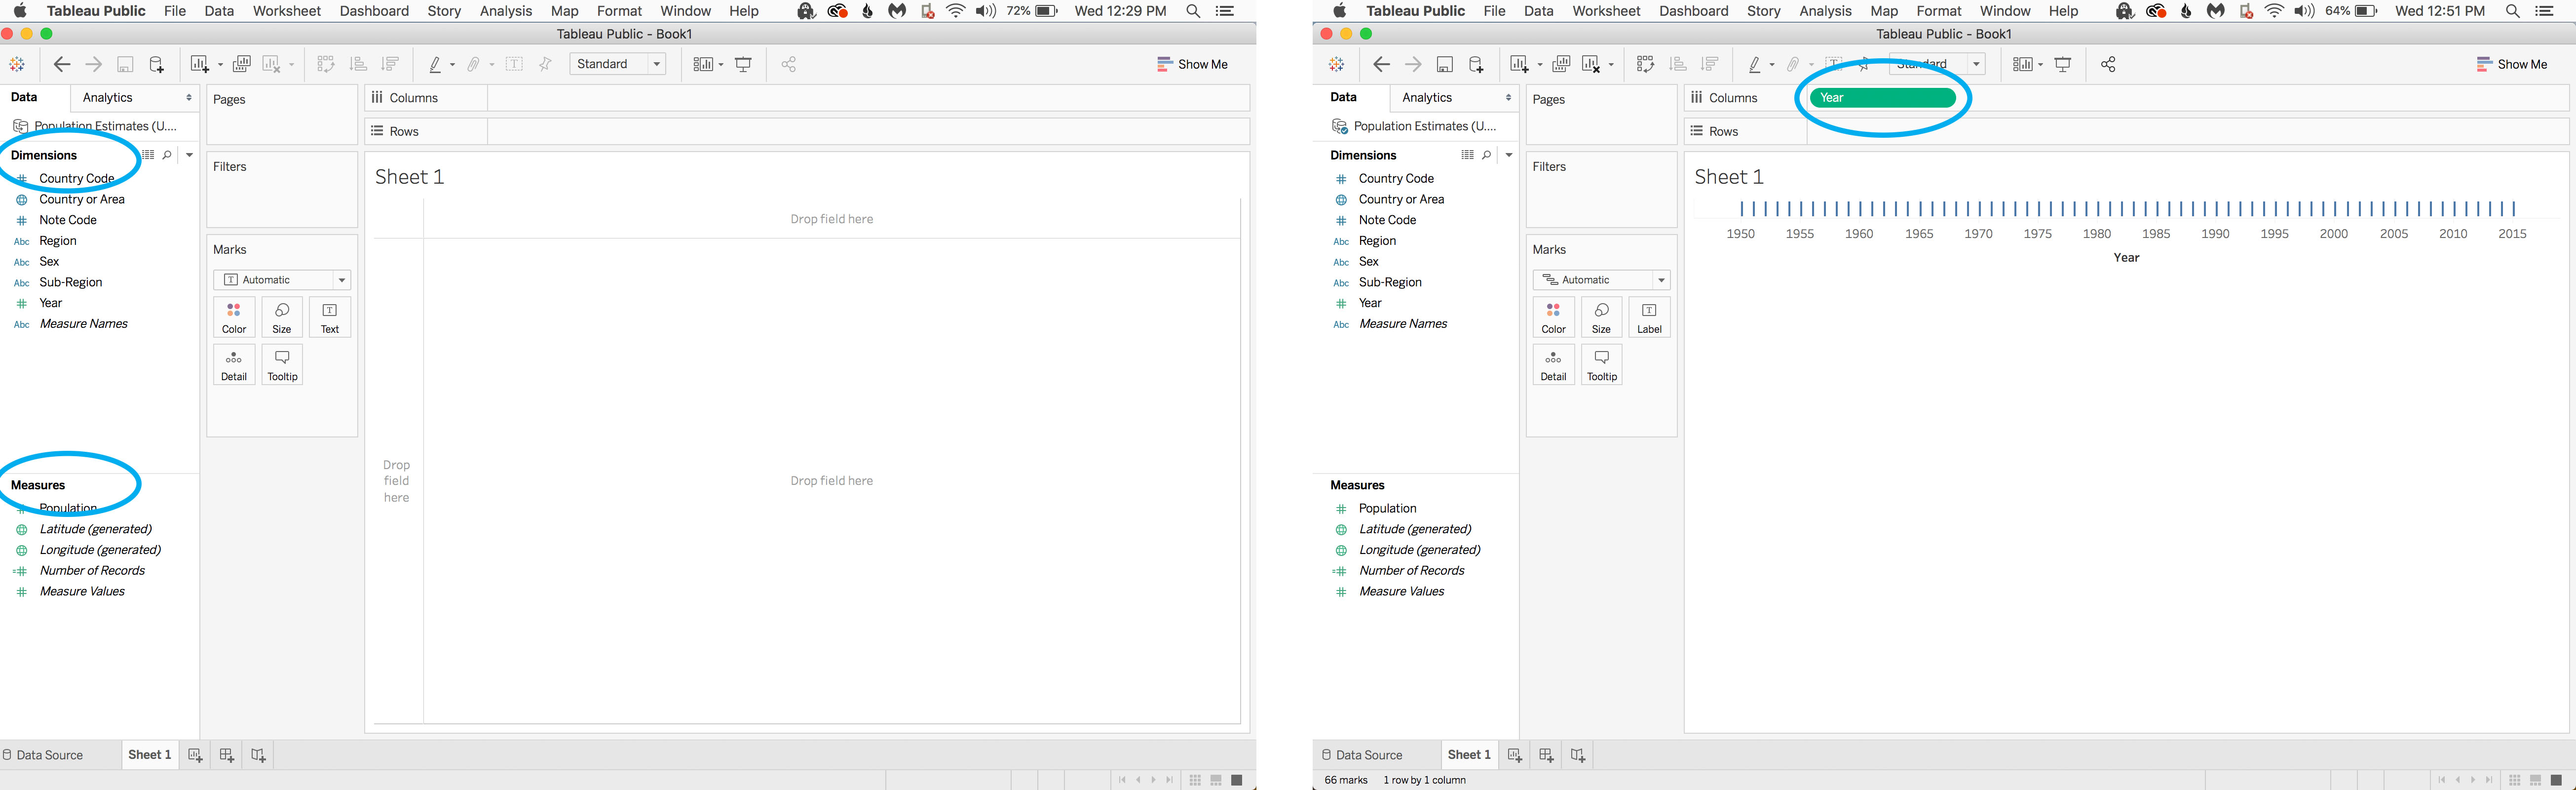 Tableau Public File Data Worksheet Dashboard Story Analysis Map Format Window Help 72% Wed 12:29 PM
Tableau Public - Book1
Standard
Show Me
Data Analytics
Population Estimates (U....
Dimensions
Country Code
Country or Area
Note Code
Abc Region
Abc Sex
Abc Sub-Region
Year
Abc Measure Names
Measures
Population
Latitude (generated)
Longitude (generated)
Number of Records
Measure Values
Pages
Filters
Marks
Automatic
Color Size Text
Detail Tooltip
Columns
Rows
Sheet 1
Drop field here
Drop
field
here
Drop field here
Data Source Sheet 1
Tableau Public File Data Worksheet Dashboard Story Analysis Map Format Window Help 64% Wed 12:51 PM
Tableau Public - Book1
Standard
Show Me
Data Analytics
Population Estimates (U....
Dimensions
Country Code
Country or Area
Note Code
Abc Region
Abc Sex
Abc Sub-Region
Year
Abc Measure Names
Measures
Population
Latitude (generated)
Longitude (generated)
Number of Records
Measure Values
Pages
Filters
Marks
Automatic
Color Size Label
Detail Tooltip
Columns Year
Rows
Sheet 1
1950 1955 1960 1965 1970 1975 1980 1985 1990 1995 2000 2005 2010 2015
Year
Data Source Sheet 1
66 marks 1 row by 1 column